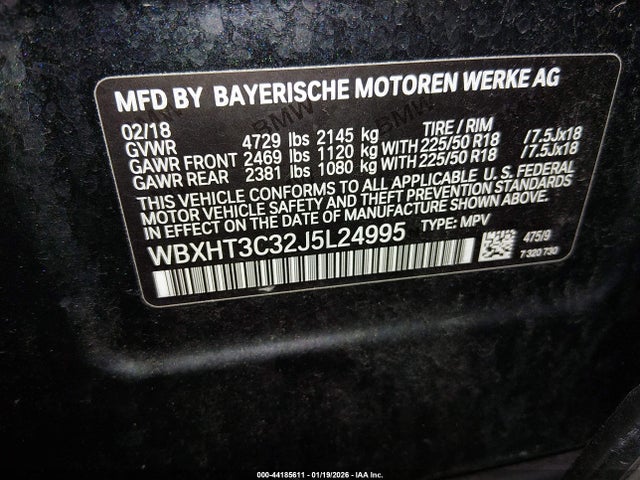 MFD BY BAYERISCHE MOTOREN WERKE AG
02/18 TIRE / RIM
GVWR 4729 lbs 2145 kg
GAWR FRONT 2469 lbs 1120 kg WITH 225/50 R18 /7.5Jx18
GAWR REAR 2381 lbs 1080 kg WITH 225/50 R18 /7.5Jx18
THIS VEHICLE CONFORMS TO ALL APPLICABLE U.S. FEDERAL
MOTOR VEHICLE SAFETY AND THEFT PREVENTION STANDARDS
IN EFFECT ON THE DATE OF MANUFACTURE SHOWN ABOVE.
WBXHT3C32J5L24995 TYPE: MPV
475/9
7 320 730
000-44185611 - 01/19/2026 - IAA Inc.